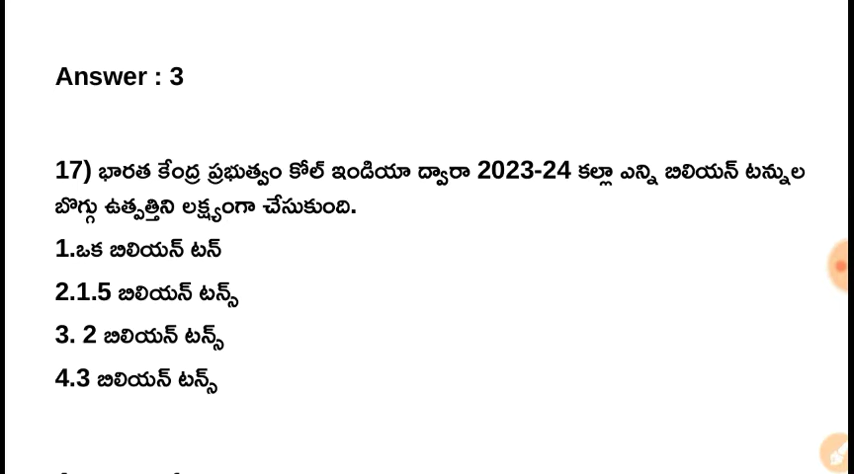 Answer : 3
17) భారత కేంద్ర ప్రభుత్వం కోల్ ఇండియా ద్వారా 2023-24 కల్లా ఎన్ని బిలియన్ టన్నుల
బొగ్గు ఉత్పత్తిని లక్ష్యంగా చేసుకుంది.
1.ఒక బిలియన్ టన్
2.1.5 బిలియన్ టన్స్
3. 2 బిలియన్ టన్స్
4.3 బిలియన్ టన్స్